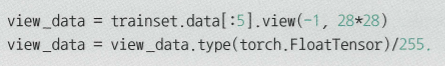 view_data = trainset.data[:5].view(-1, 28*28)
view_data = view_data.type(torch.FloatTensor)/255.